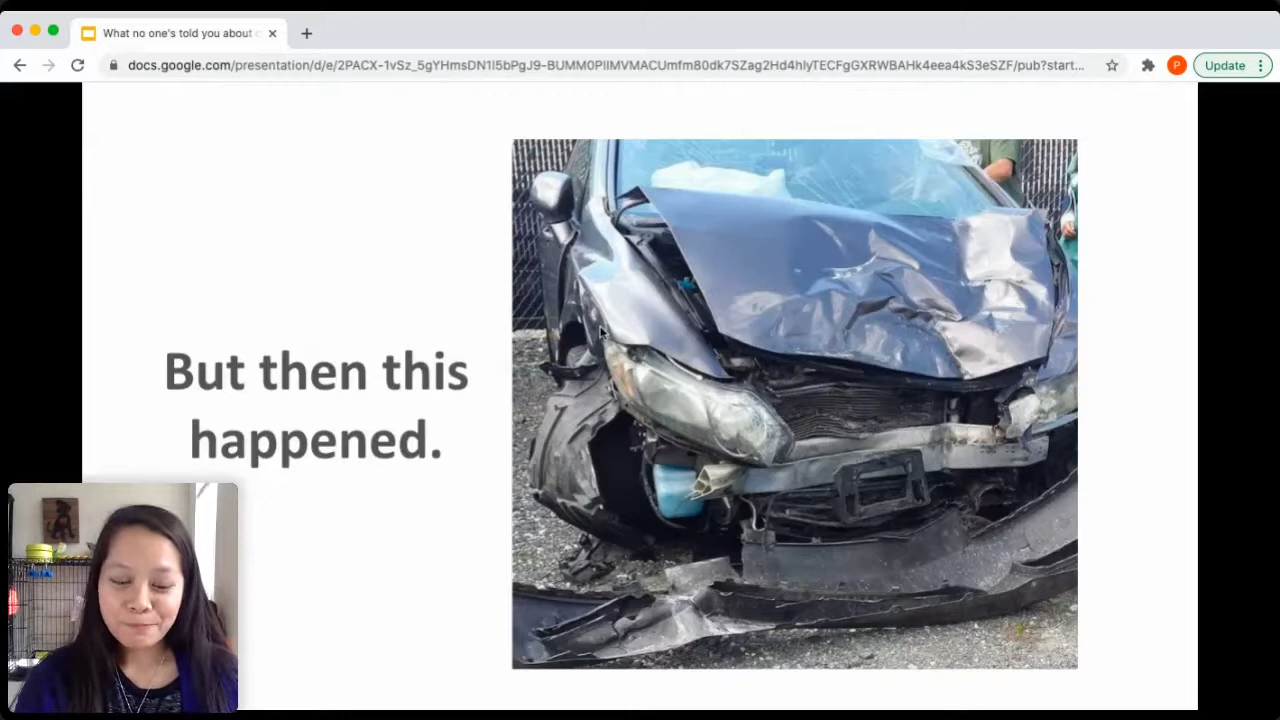 What no one's told you about
docs.google.com/presentation/d/e/2PACX-1vSz_5gYHmsDN1I5bPgJ9-BUMM0PIIMVMACUmfm80dk7SZag2Hd4hlyTECFgGXRWBAHk4eea4kS3eSZF/pub?start...
P
Update
But then this
happened.